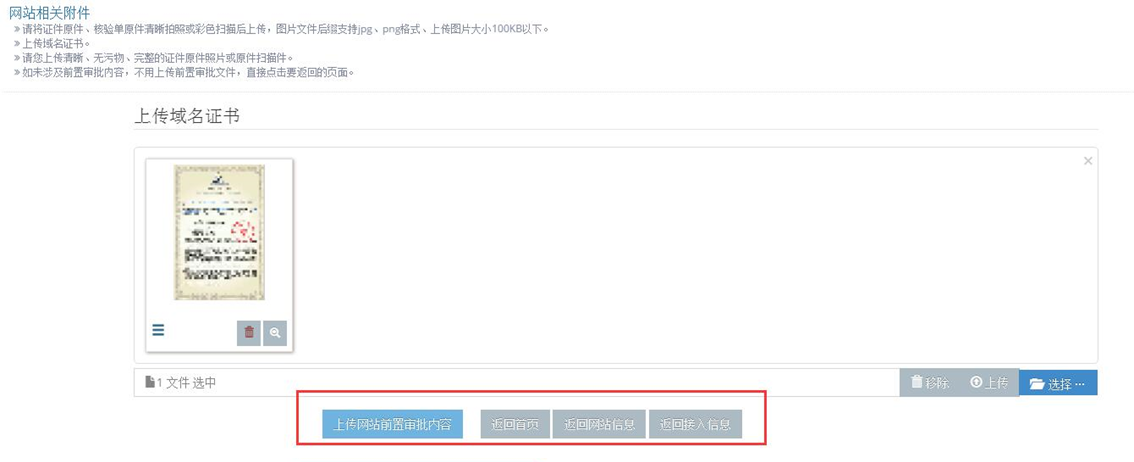 网站相关附件
» 请将证件原件、核验单原件清晰拍照或彩色扫描后上传，图片文件后缀支持jpg、png格式、上传图片大小100KB以下。
» 上传域名证书。
» 请您上传清晰、无污物、完整的证件原件照片或原件扫描件。
» 如未涉及前置审批内容，不用上传前置审批文件，直接点击要返回的页面。
上传域名证书
1 文件 选中
移除 上传 选择 ···
上传网站前置审批内容 返回首页 返回网站信息 返回接入信息